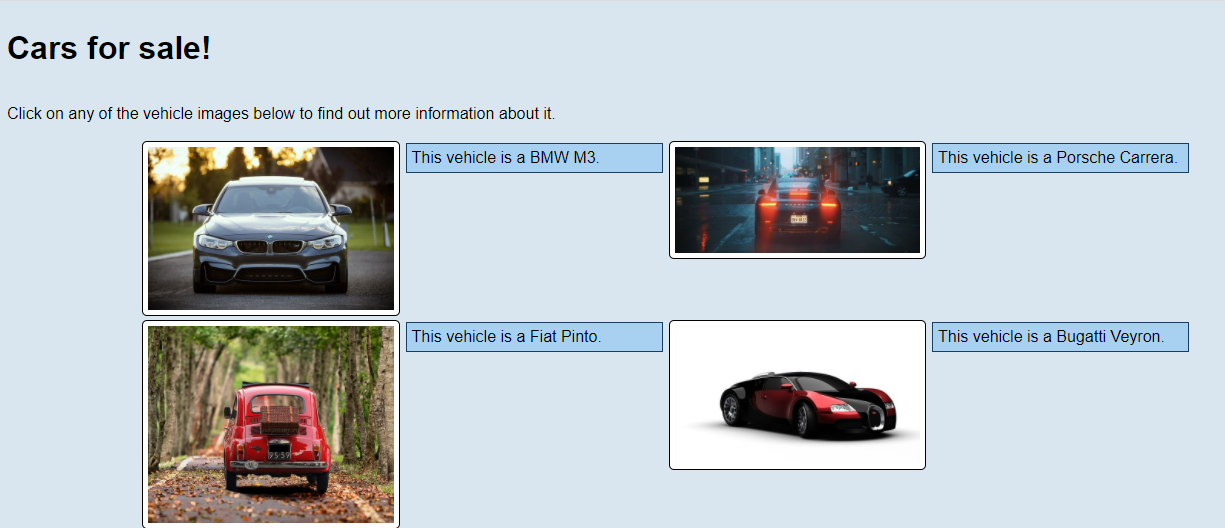 Cars for sale!
Click on any of the vehicle images below to find out more information about it.
This vehicle is a BMW M3.
This vehicle is a Porsche Carrera.
This vehicle is a Fiat Pinto.
This vehicle is a Bugatti Veyron.